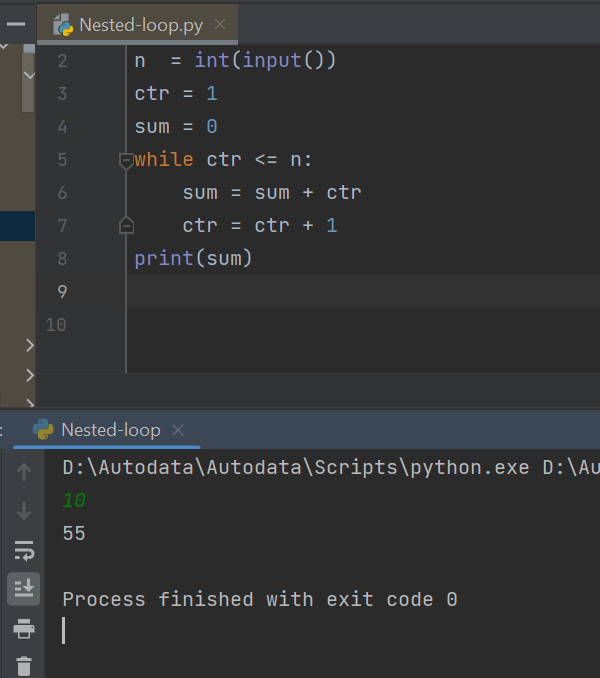 Nested-loop.py
2 n  = int(input())
3 ctr = 1
4 sum = 0
5 while ctr <= n:
6     sum = sum + ctr
7     ctr = ctr + 1
8 print(sum)
9
10
: Nested-loop
D:\Autodata\Autodata\Scripts\python.exe D:\Au
10
55
Process finished with exit code 0